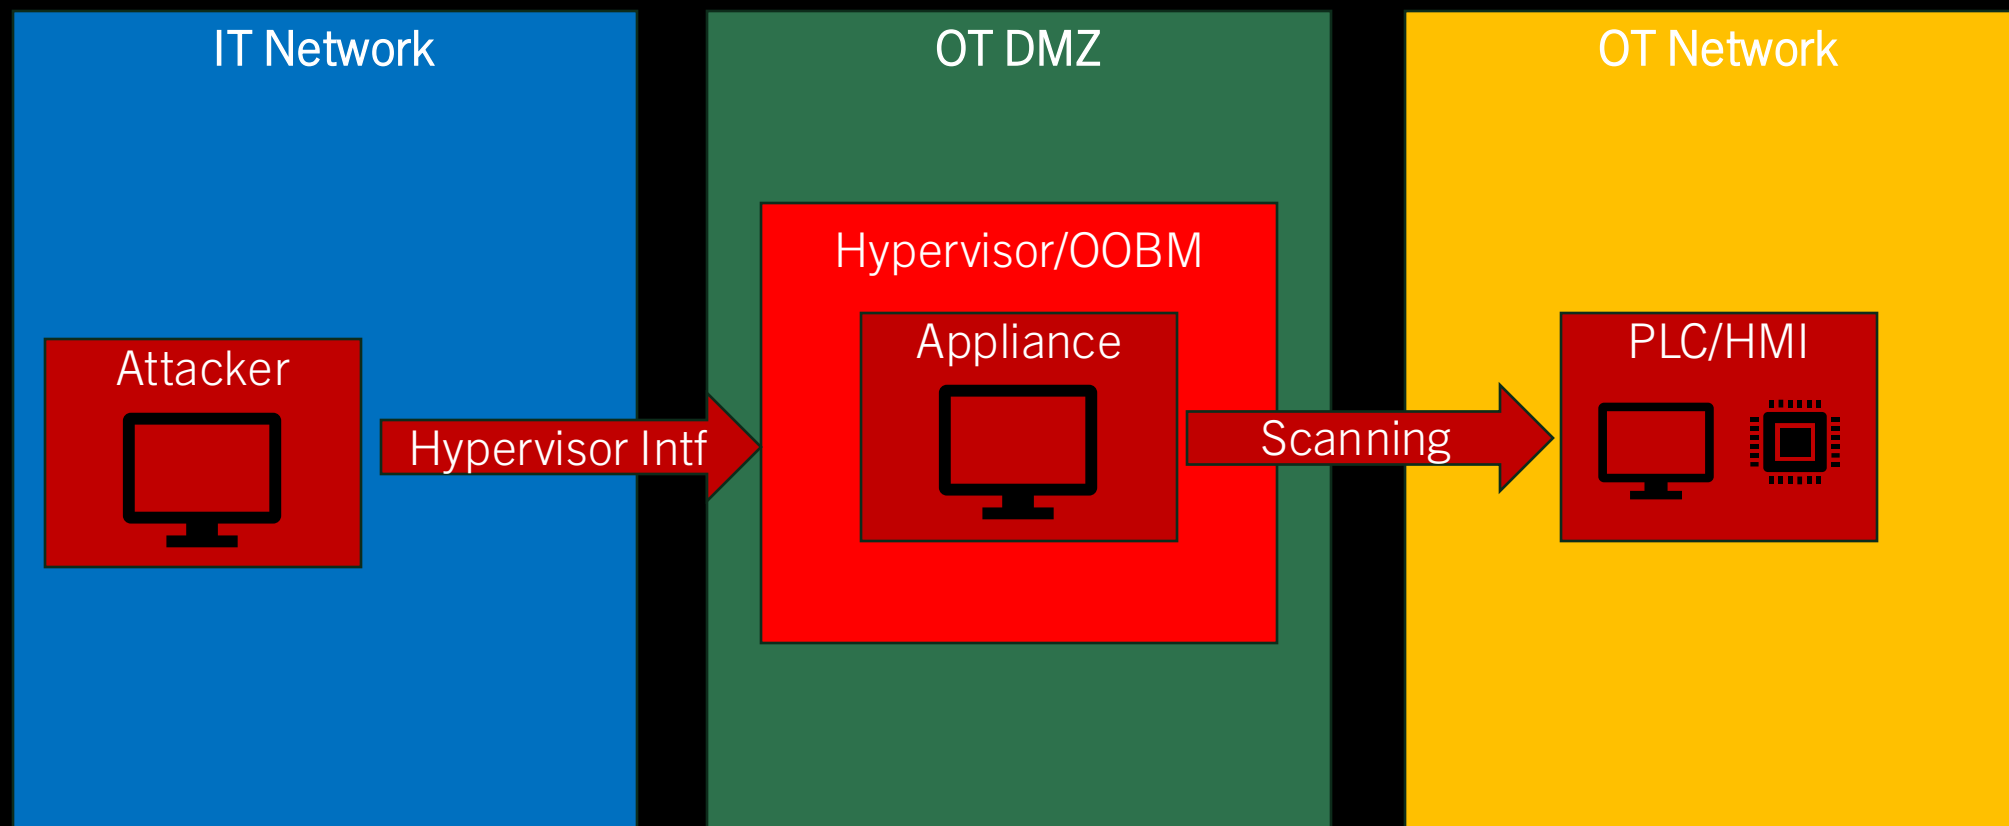 IT Network
OT DMZ
OT Network
Hypervisor/OOBM
Attacker
Appliance
PLC/HMI
Hypervisor Intf
Scanning